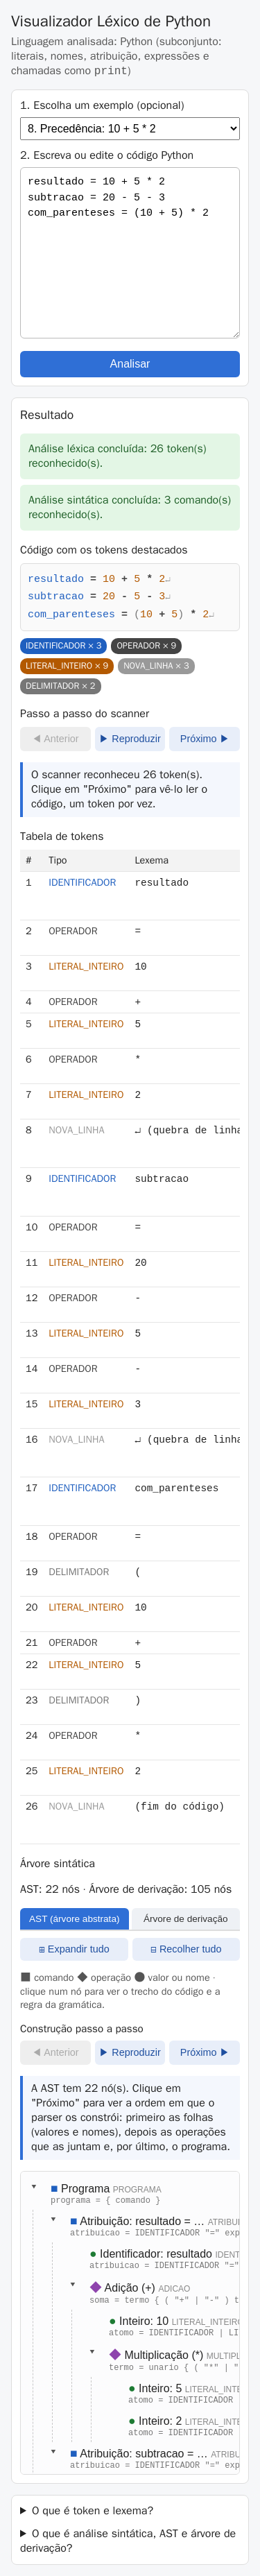 Visualizador Léxico de Python
Linguagem analisada: Python (subconjunto:
literais, nomes, atribuição, expressões e
chamadas como print)
1. Escolha um exemplo (opcional)
8. Precedência: 10 + 5 * 2
2. Escreva ou edite o código Python
resultado = 10 + 5 * 2
subtracao = 20 - 5 - 3
com_parenteses = (10 + 5) * 2
Analisar
Resultado
Análise léxica concluída: 26 token(s)
reconhecido(s).
Análise sintática concluída: 3 comando(s)
reconhecido(s).
Código com os tokens destacados
resultado = 10 + 5 * 2↵
subtracao = 20 - 5 - 3↵
com_parenteses = (10 + 5) * 2↵
IDENTIFICADOR × 3 OPERADOR × 9
LITERAL_INTEIRO × 9 NOVA_LINHA × 3
DELIMITADOR × 2
Passo a passo do scanner
◀ Anterior ▶ Reproduzir Próximo ▶
O scanner reconheceu 26 token(s).
Clique em "Próximo" para vê-lo ler o
código, um token por vez.
Tabela de tokens
# Tipo Lexema
1 IDENTIFICADOR resultado
2 OPERADOR =
3 LITERAL_INTEIRO 10
4 OPERADOR +
5 LITERAL_INTEIRO 5
6 OPERADOR *
7 LITERAL_INTEIRO 2
8 NOVA_LINHA ↵ (quebra de linha
9 IDENTIFICADOR subtracao
10 OPERADOR =
11 LITERAL_INTEIRO 20
12 OPERADOR -
13 LITERAL_INTEIRO 5
14 OPERADOR -
15 LITERAL_INTEIRO 3
16 NOVA_LINHA ↵ (quebra de linha
17 IDENTIFICADOR com_parenteses
18 OPERADOR =
19 DELIMITADOR (
20 LITERAL_INTEIRO 10
21 OPERADOR +
22 LITERAL_INTEIRO 5
23 DELIMITADOR )
24 OPERADOR *
25 LITERAL_INTEIRO 2
26 NOVA_LINHA (fim do código)
Árvore sintática
AST: 22 nós · Árvore de derivação: 105 nós
AST (árvore abstrata) Árvore de derivação
⊞ Expandir tudo ⊟ Recolher tudo
■ comando ◆ operação ● valor ou nome ·
clique num nó para ver o trecho do código e a
regra da gramática.
Construção passo a passo
◀ Anterior ▶ Reproduzir Próximo ▶
A AST tem 22 nó(s). Clique em
"Próximo" para ver a ordem em que o
parser os constrói: primeiro as folhas
(valores e nomes), depois as operações
que as juntam e, por último, o programa.
▼ ■ Programa PROGRAMA
programa = { comando }
▼ ■ Atribuição: resultado = … ATRIBUI
atribuicao = IDENTIFICADOR "=" exp
● Identificador: resultado IDENT
atribuicao = IDENTIFICADOR "="
▼ ◆ Adição (+) ADICAO
soma = termo { ( "+" | "-" ) t
● Inteiro: 10 LITERAL_INTEIRO
atomo = IDENTIFICADOR | LI
▼ ◆ Multiplicação (*) MULTIPL
termo = unario { ( "*" | "
● Inteiro: 5 LITERAL_INTE
atomo = IDENTIFICADOR
● Inteiro: 2 LITERAL_INTE
atomo = IDENTIFICADOR
▼ ■ Atribuição: subtracao = … ATRIBU
atribuicao = IDENTIFICADOR "=" exp
▶ O que é token e lexema?
▶ O que é análise sintática, AST e árvore de
derivação?